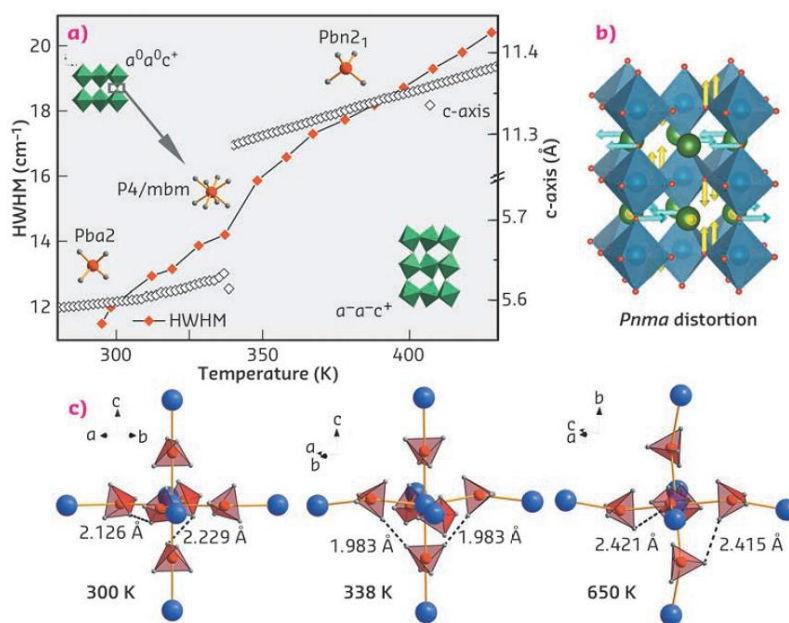 a)
20
18
16
14
12
HWHM (cm⁻¹)
a⁰a⁰c⁺
Pbn2₁
P4/mbm
Pba2
c-axis
HWHM
a⁻a⁻c⁺
11.4
11.3
5.7
5.6
c-axis (Å)
300
350
400
Temperature (K)
b)
Pnma distortion
c)
c
a b
2.126 Å
2.229 Å
300 K
c
a
b
1.983 Å
1.983 Å
338 K
b
c
a
2.421 Å
2.415 Å
650 K